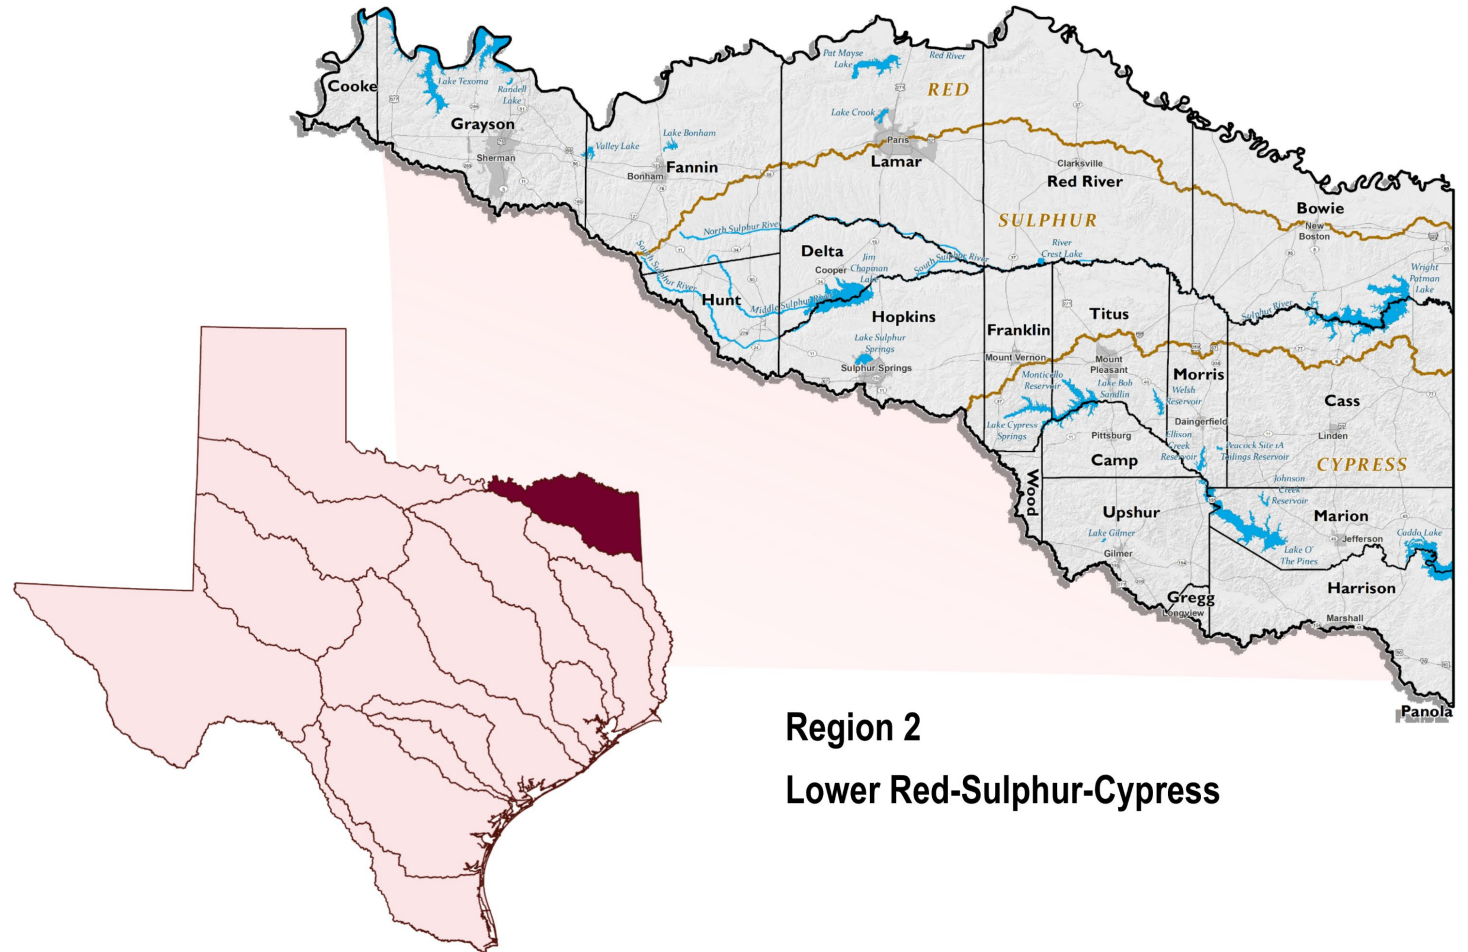 Pat Mayse
Lake
Red River
Cooke
Lake Texoma
Randell
Lake
RED
Lake Crook
Grayson
Sherman
Valley Lake
Lake Bonham
Fannin
Bonham
Paris
Lamar
Clarksville
Red River
Bowie
New
Boston
SULPHUR
North Sulphur River
South Sulphur River
Delta
Cooper
Jim
Chapman
Lake
South Sulphur River
River
Crest Lake
Wright
Patman
Lake
Hunt
Middle Sulphur River
Hopkins
Sulphur River
Franklin
Titus
Lake Sulphur
Springs
Sulphur Springs
Mount Vernon
Mount
Pleasant
Monticello
Reservoir
Lake Bob
Sandlin
Morris
Welsh
Reservoir
Cass
Lake Cypress
Springs
Daingerfield
Linden
Pittsburg
Ellison
Creek
Reservoir
Peacock Site 1A
Tailings Reservoir
Camp
CYPRESS
Wood
Johnson
Creek
Reservoir
Upshur
Marion
Lake Gilmer
Jefferson
Caddo Lake
Gilmer
Lake O'
The Pines
Harrison
Gregg
Longview
Marshall
Panola
Region 2
Lower Red-Sulphur-Cypress